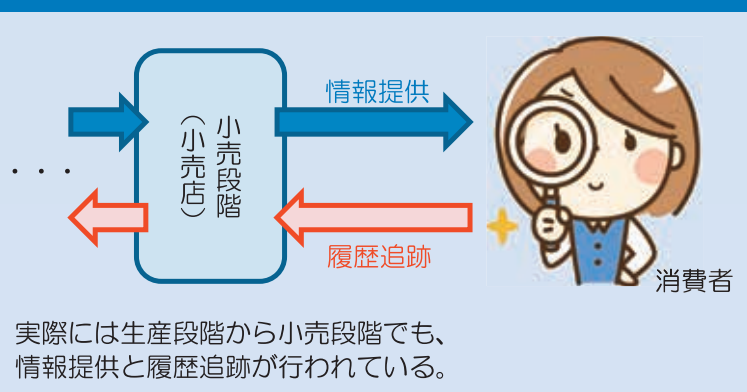 情報提供
小売段階
（小売店）
・・・
履歴追跡
消費者
実際には生産段階から小売段階でも、
情報提供と履歴追跡が行われている。